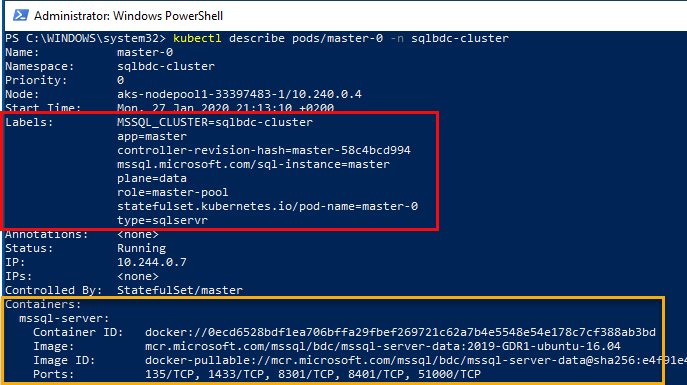 Administrator: Windows PowerShell
PS C:\WINDOWS\system32> kubectl describe pods/master-0 -n sqlbdc-cluster
Name: master-0
Namespace: sqlbdc-cluster
Priority: 0
Node: aks-nodepool1-33397483-1/10.240.0.4
Start Time: Mon, 27 Jan 2020 21:13:10 +0200
Labels: MSSQL_CLUSTER=sqlbdc-cluster
app=master
controller-revision-hash=master-58c4bcd994
mssql.microsoft.com/sql-instance=master
plane=data
role=master-pool
statefulset.kubernetes.io/pod-name=master-0
type=sqlservr
Annotations: <none>
Status: Running
IP: 10.244.0.7
IPs: <none>
Controlled By: StatefulSet/master
Containers:
mssql-server:
Container ID: docker://0ecd6528bdf1ea706bffa29fbef269721c62a7b4e5548e54e178c7cf388ab3bd
Image: mcr.microsoft.com/mssql/bdc/mssql-server-data:2019-GDR1-ubuntu-16.04
Image ID: docker-pullable://mcr.microsoft.com/mssql/bdc/mssql-server-data@sha256:e4f91e4
Ports: 135/TCP, 1433/TCP, 8301/TCP, 8401/TCP, 51000/TCP